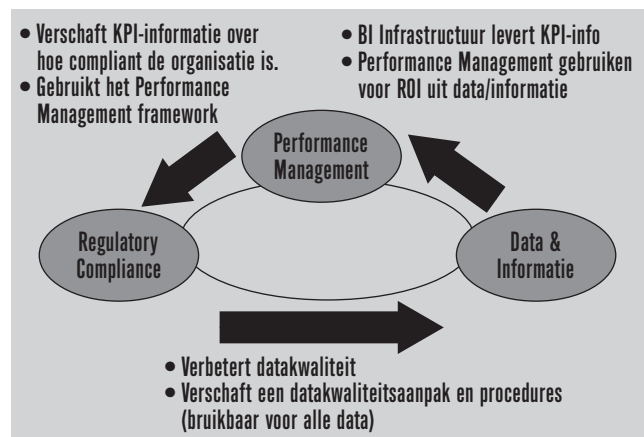 • Verschaft KPI-informatie over
hoe compliant de organisatie is.
• Gebruikt het Performance
Management framework
• BI Infrastructuur levert KPI-info
• Performance Management gebruiken
voor ROI uit data/informatie
Performance
Management
Regulatory
Compliance
Data &
Informatie
• Verbetert datakwaliteit
• Verschaft een datakwaliteitsaanpak en procedures
(bruikbaar voor alle data)